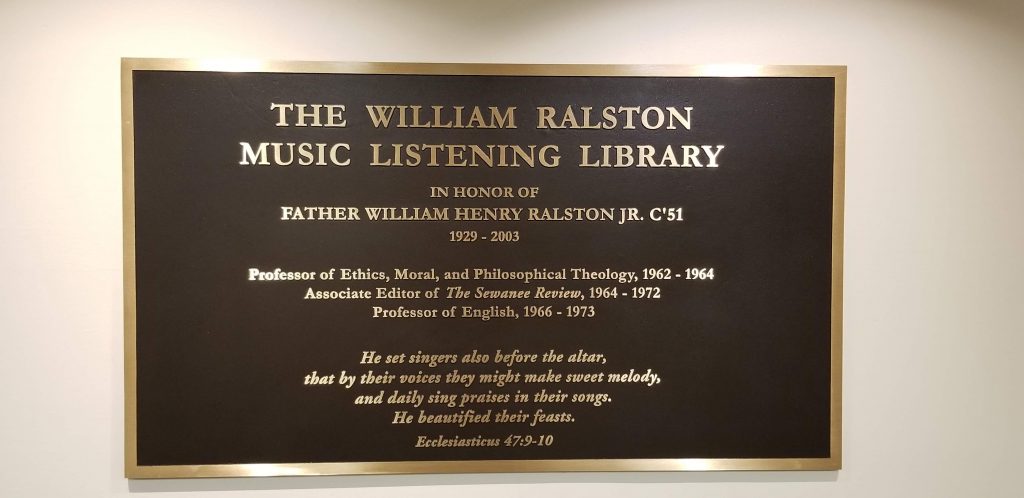 THE WILLIAM RALSTON
MUSIC LISTENING LIBRARY
IN HONOR OF
FATHER WILLIAM HENRY RALSTON JR. C'51
1929 - 2003
Professor of Ethics, Moral, and Philosophical Theology, 1962 - 1964
Associate Editor of The Sewanee Review, 1964 - 1972
Professor of English, 1966 - 1973
He set singers also before the altar,
that by their voices they might make sweet melody,
and daily sing praises in their songs.
He beautified their feasts.
Ecclesiasticus 47:9-10